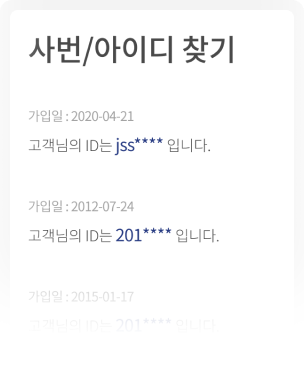 사번/아이디 찾기
가입일 : 2020-04-21
고객님의 ID는 jss**** 입니다.
가입일 : 2012-07-24
고객님의 ID는 201**** 입니다.
가입일 : 2015-01-17
고객님의 ID는 201**** 입니다